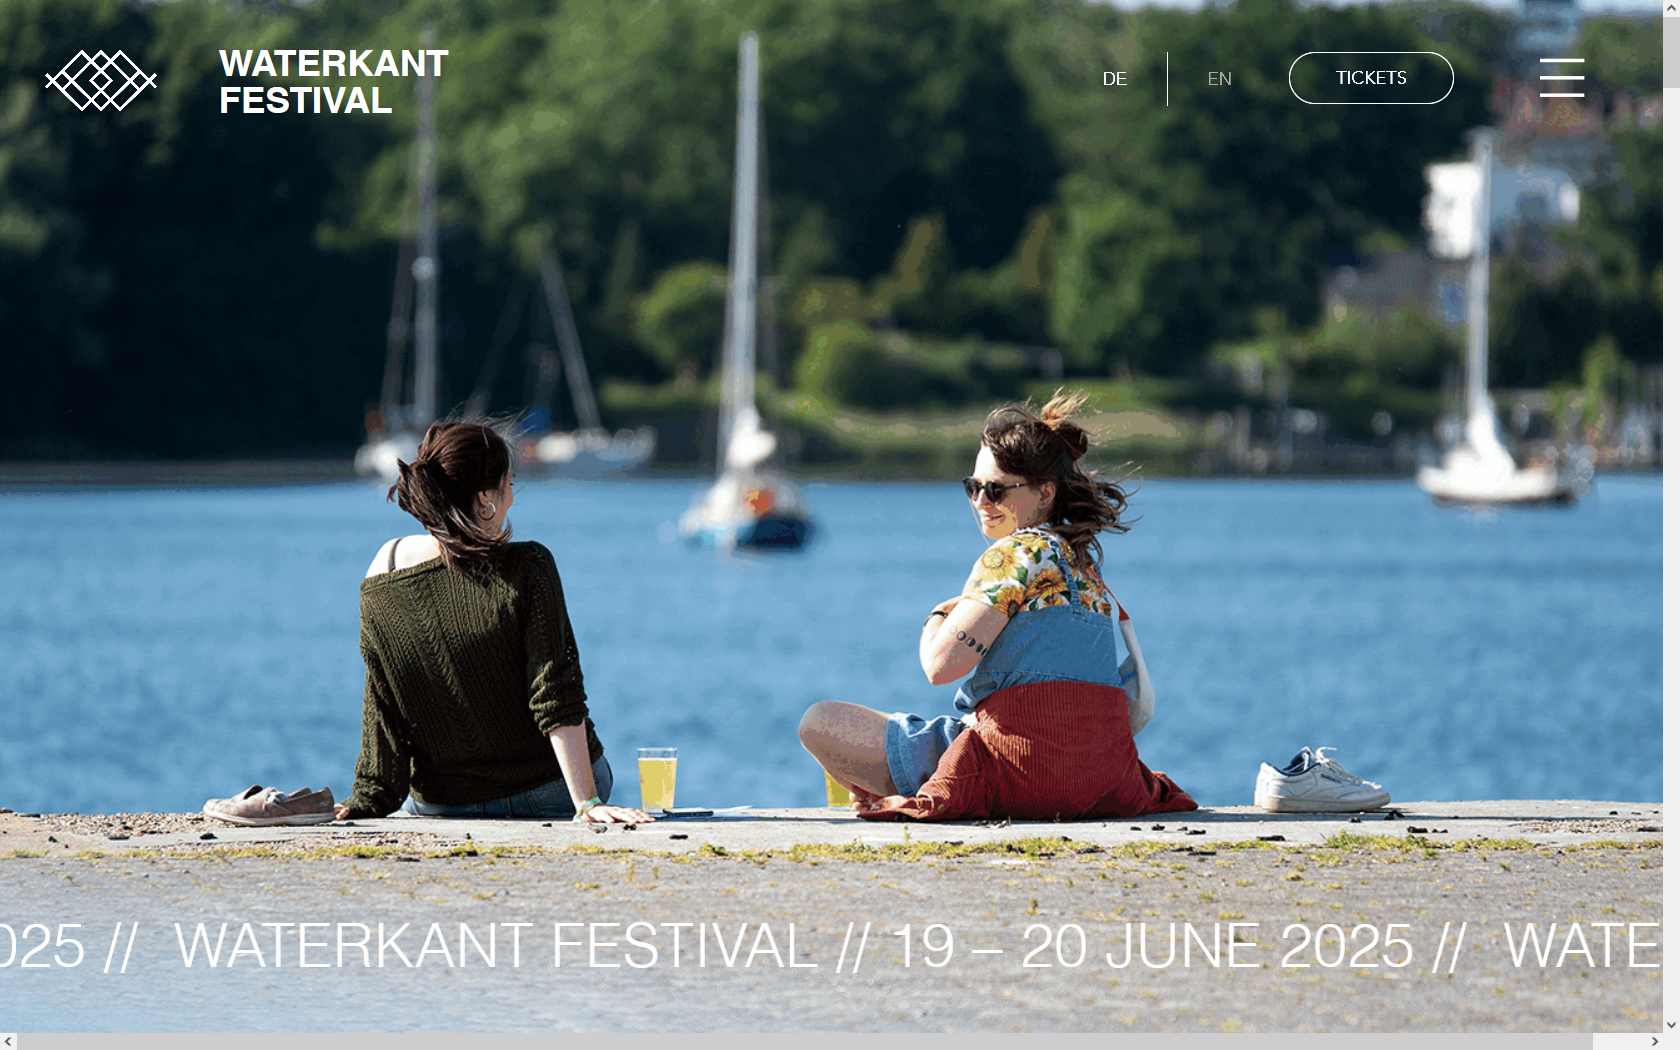 WATERKANT
FESTIVAL
DE
EN
TICKETS
025 // WATERKANT FESTIVAL // 19 – 20 JUNE 2025 // WATE